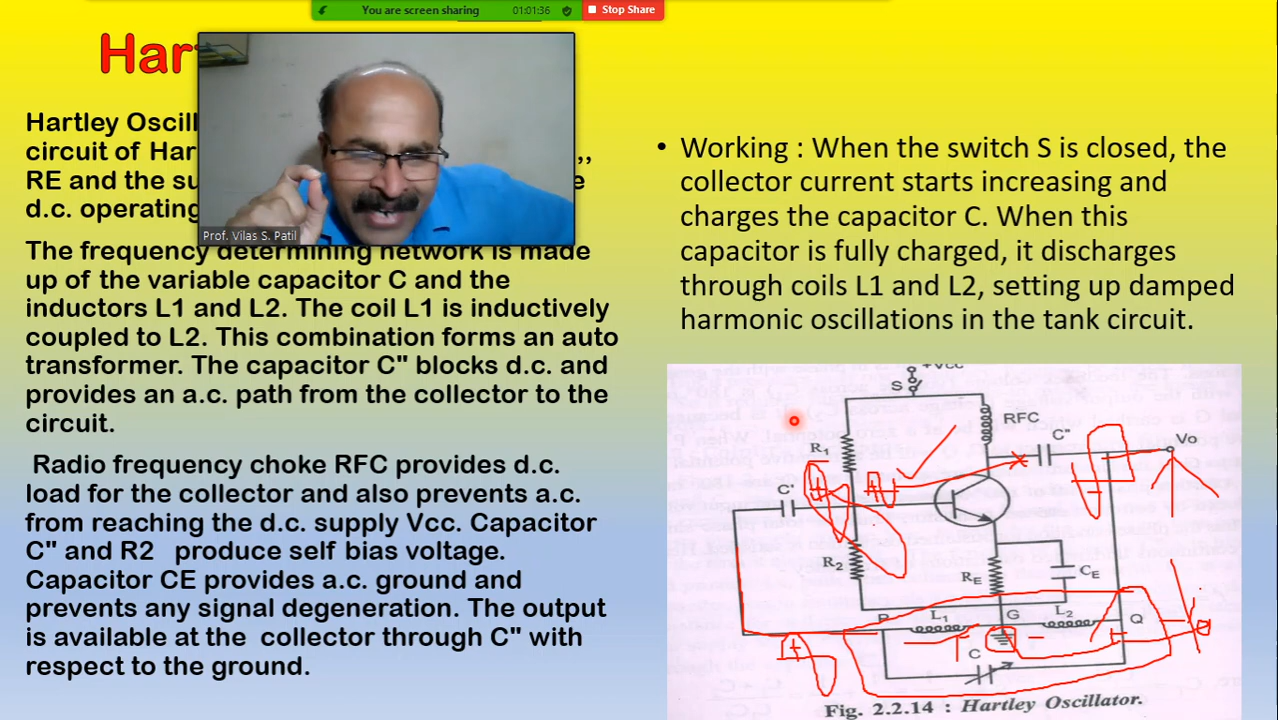 You are screen sharing
01:01:36
Stop Share
Har
Prof. Vilas S. Patil
Hartley Oscill
circuit of Har ,,
RE and the su e
d.c. operating
The frequency determining network is made
up of the variable capacitor C and the
inductors L1 and L2. The coil L1 is inductively
coupled to L2. This combination forms an auto
transformer. The capacitor C" blocks d.c. and
provides an a.c. path from the collector to the
circuit.
Radio frequency choke RFC provides d.c.
load for the collector and also prevents a.c.
from reaching the d.c. supply Vcc. Capacitor
C" and R2 produce self bias voltage.
Capacitor CE provides a.c. ground and
prevents any signal degeneration. The output
is available at the collector through C" with
respect to the ground.
• Working : When the switch S is closed, the
collector current starts increasing and
charges the capacitor C. When this
capacitor is fully charged, it discharges
through coils L1 and L2, setting up damped
harmonic oscillations in the tank circuit.
+Vcc
S
RFC
C"
Vo
R1
C'
R2
RE
CE
P
L1
G
L2
Q
C
Fig. 2.2.14 : Hartley Oscillator.